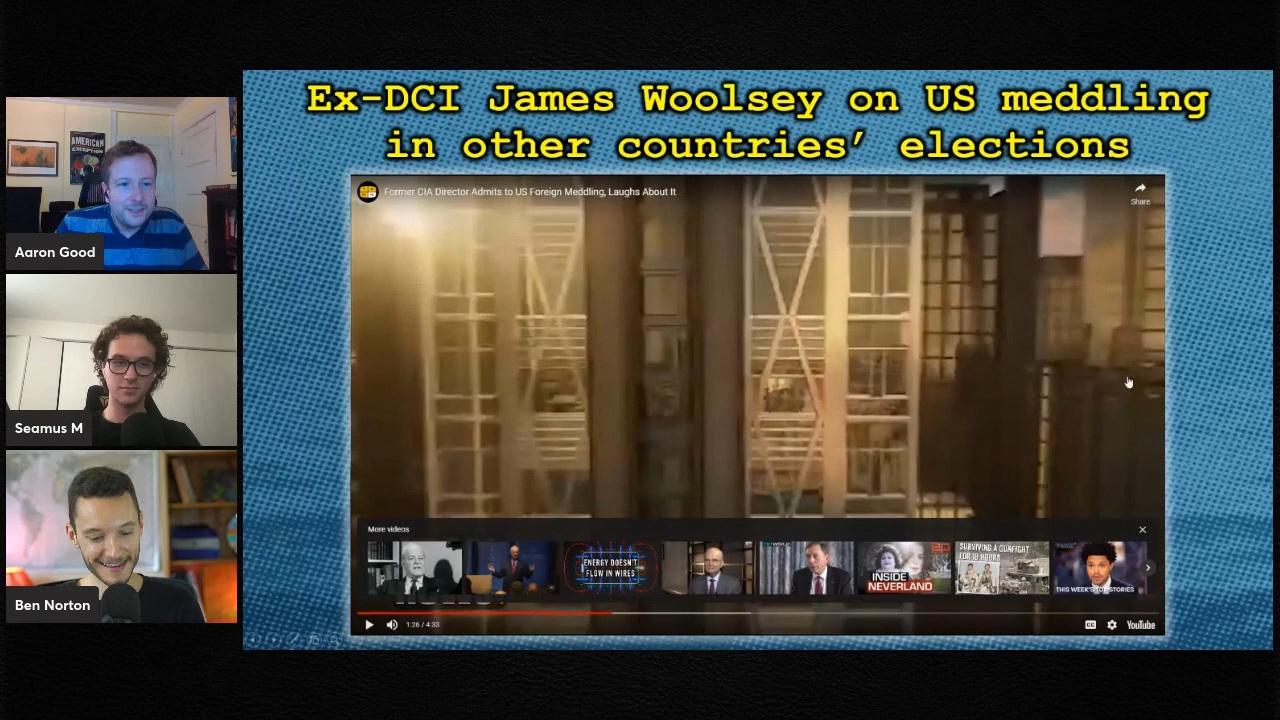 Ex-DCI James Woolsey on US meddling
in other countries' elections
Former CIA Director Admits to US Foreign Meddling, Laughs About It
Share
AMERICAN
EXCEPTION
Aaron Good
Seamus M
Ben Norton
More videos
ENERGY DOESN'T
FLOW IN WIRES
INSIDE
NEVERLAND
SURVIVING A GUNFIGHT
FOR 18 HOURS
THIS WEEK'S TOP STORIES
1:26 / 4:33
CC
YouTube